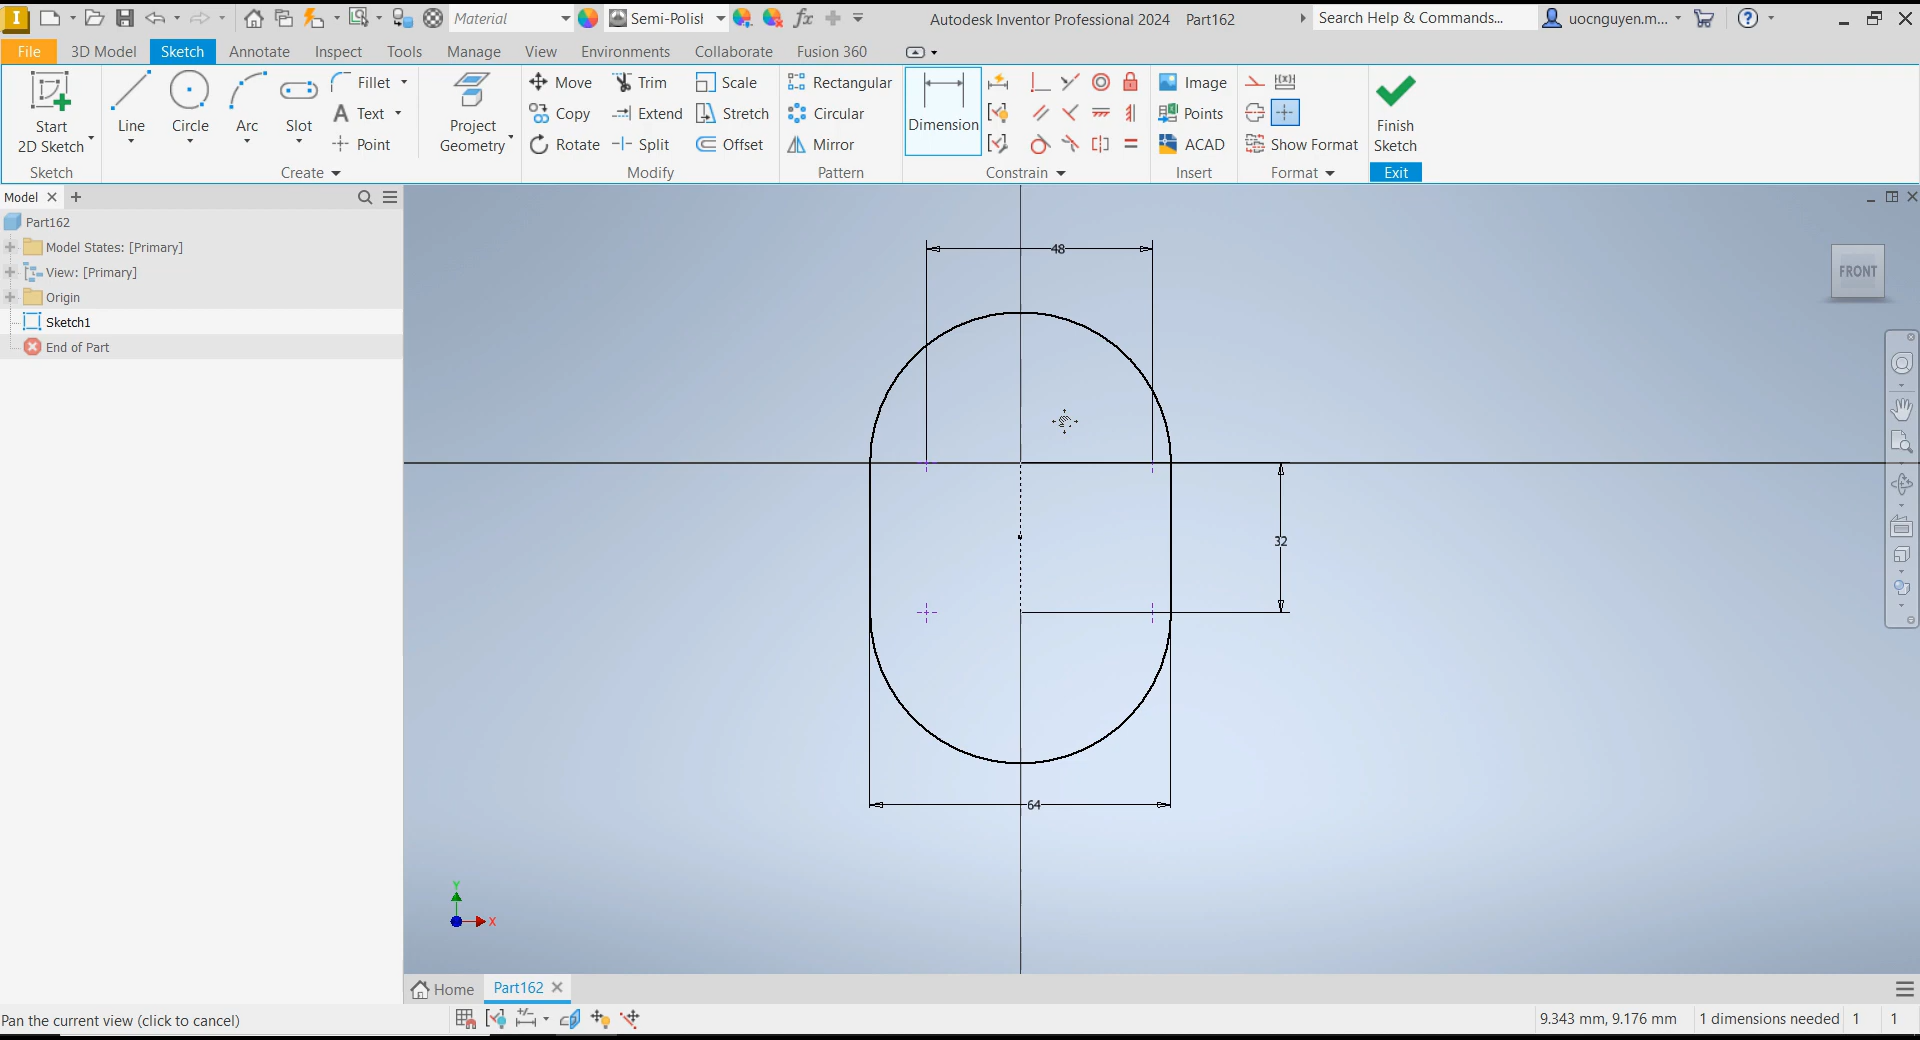 Material
Semi-Polisl
Autodesk Inventor Professional 2024 Part162
Search Help & Commands...
uocnguyen.m...
File
3D Model
Sketch
Annotate
Inspect
Tools
Manage
View
Environments
Collaborate
Fusion 360
Start
2D Sketch
Line
Circle
Arc
Slot
Fillet
Text
Point
Project
Geometry
Move
Copy
Rotate
Trim
Extend
Split
Scale
Stretch
Offset
Rectangular
Circular
Mirror
Dimension
Image
Points
ACAD
Show Format
Finish
Sketch
Sketch
Create
Modify
Pattern
Constrain
Insert
Format
Exit
Model
Part162
Model States: [Primary]
View: [Primary]
Origin
Sketch1
End of Part
48
FRONT
32
64
Y
X
Home
Part162
Pan the current view (click to cancel)
9.343 mm, 9.176 mm
1 dimensions needed
1
1